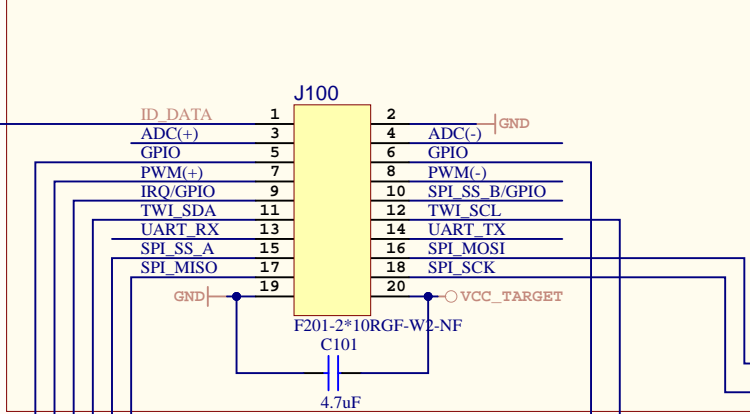 J100
ID_DATA 1 2 GND
ADC(+) 3 4 ADC(-)
GPIO 5 6 GPIO
PWM(+) 7 8 PWM(-)
IRQ/GPIO 9 10 SPI_SS_B/GPIO
TWI_SDA 11 12 TWI_SCL
UART_RX 13 14 UART_TX
SPI_SS_A 15 16 SPI_MOSI
SPI_MISO 17 18 SPI_SCK
GND 19 20 VCC_TARGET
F201-2*10RGF-W2-NF
C101
4.7uF